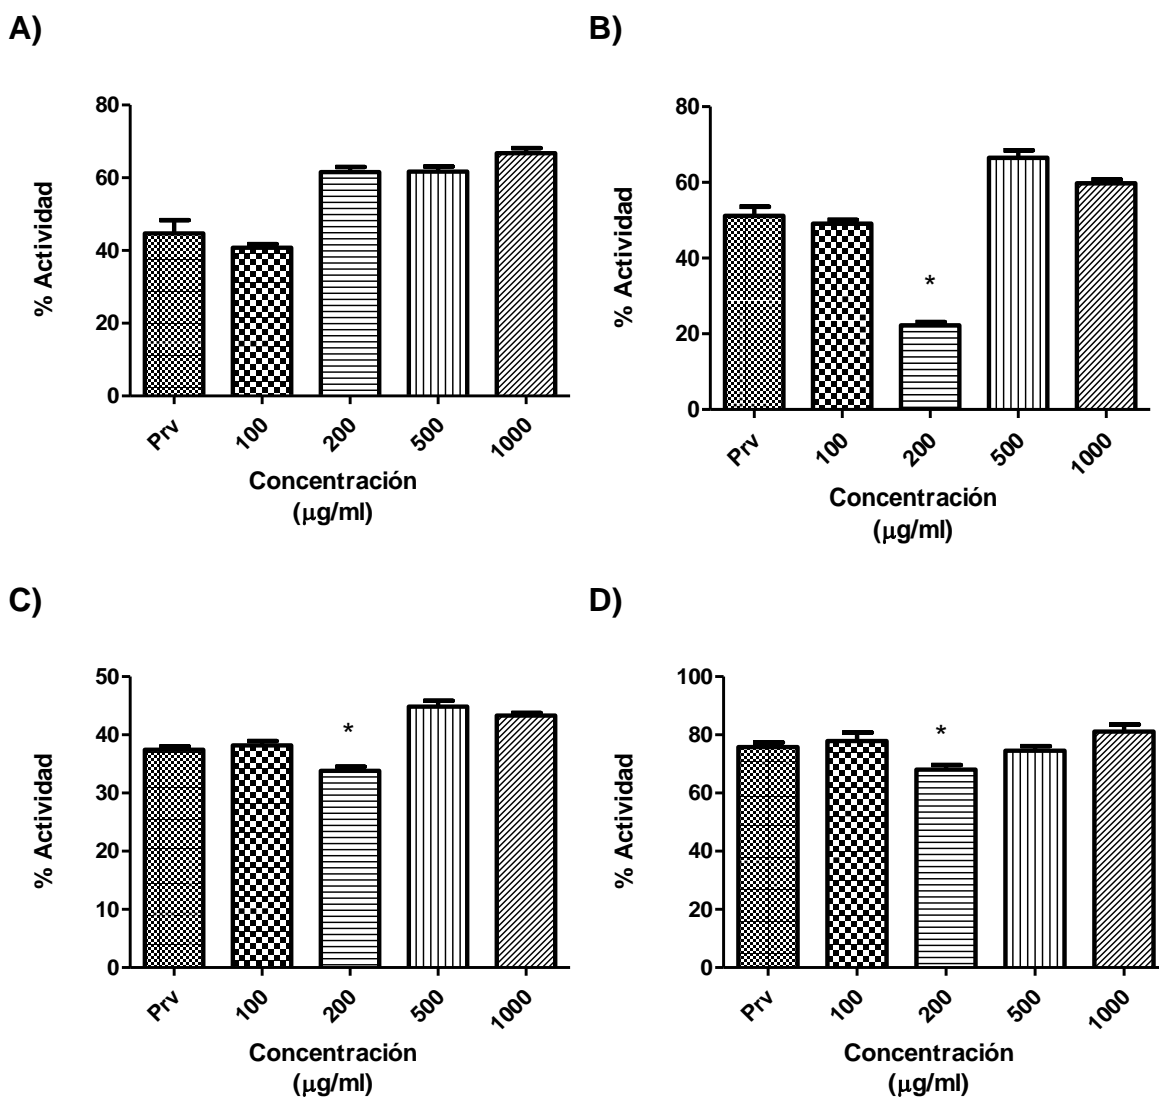 A)
80
60
40
20
0
% Actividad
Prv
100
200
500
1000
Concentración
(μg/ml)
B)
80
60
40
20
0
% Actividad
*
Prv
100
200
500
1000
Concentración
(μg/ml)
C)
50
40
30
20
10
0
% Actividad
*
Prv
100
200
500
1000
Concentración
(μg/ml)
D)
100
80
60
40
20
0
% Actividad
*
Prv
100
200
500
1000
Concentración
(μg/ml)